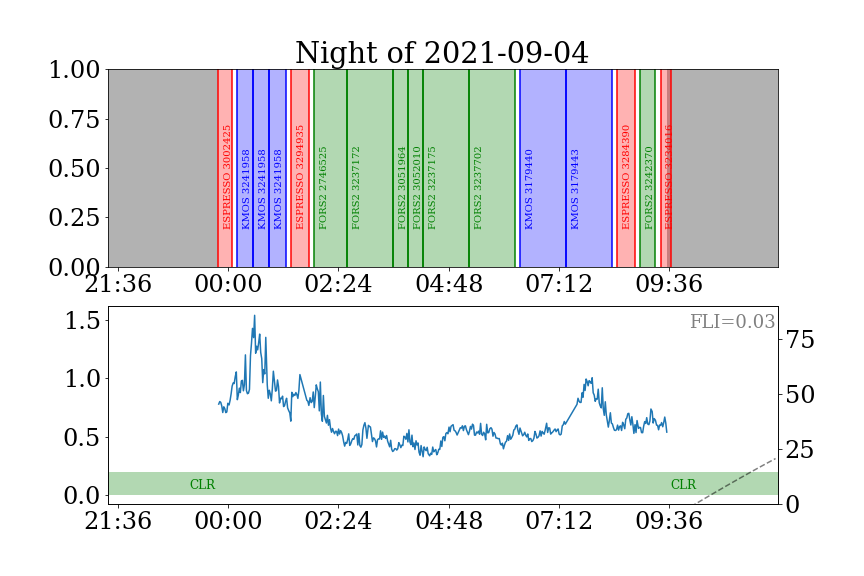 Night of 2021-09-04
1.00
0.75
0.50
0.25
0.00
ESPRESSO 3002425
KMOS 3241958
KMOS 3241958
KMOS 3241958
ESPRESSO 3294935
FORS2 2746525
FORS2 3237172
FORS2 3051964
FORS2 3052010
FORS2 3237175
FORS2 3237702
KMOS 3179440
KMOS 3179443
ESPRESSO 3284390
FORS2 3242370
ESPRESSO
21:36 00:00 02:24 04:48 07:12 09:36
FLI=0.03
1.5
1.0
0.5
0.0
75
50
25
0
CLR CLR
21:36 00:00 02:24 04:48 07:12 09:36